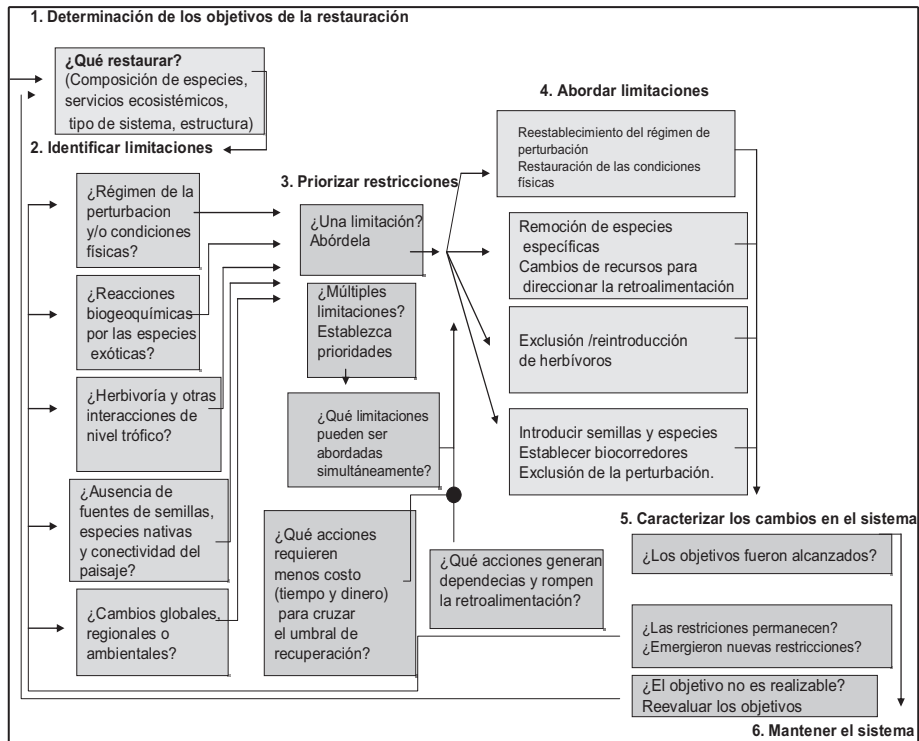 1. Determinación de los objetivos de la restauración
¿Qué restaurar?
(Composición de especies,
servicios ecosistémicos,
tipo de sistema, estructura)
2. Identificar limitaciones
¿Régimen de la
perturbacion
y/o condiciones
físicas?
¿Reacciones
biogeoquímicas
por las especies
exóticas?
¿Herbivoría y otras
interacciones de
nivel trófico?
¿Ausencia de
fuentes de semillas,
especies nativas
y conectividad del
paisaje?
¿Cambios globales,
regionales o
ambientales?
3. Priorizar restricciones
¿Una limitación?
Abórdela
¿Múltiples
limitaciones?
Establezca
prioridades
¿Qué limitaciones
pueden ser
abordadas
simultáneamente?
¿Qué acciones
requieren
menos costo
(tiempo y dinero)
para cruzar
el umbral de
recuperación?
¿Qué acciones generan
dependecias y rompen
la retroalimentación?
4. Abordar limitaciones
Reestablecimiento del régimen de
perturbación
Restauración de las condiciones
físicas
Remoción de especies
específicas
Cambios de recursos para
direccionar la retroalimentación
Exclusión /reintroducción
de herbívoros
Introducir semillas y especies
Establecer biocorredores
Exclusión de la perturbación.
5. Caracterizar los cambios en el sistema
¿Los objetivos fueron alcanzados?
¿Las restriciones permanecen?
¿Emergieron nuevas restricciones?
¿El objetivo no es realizable?
Reevaluar los objetivos
6. Mantener el sistema